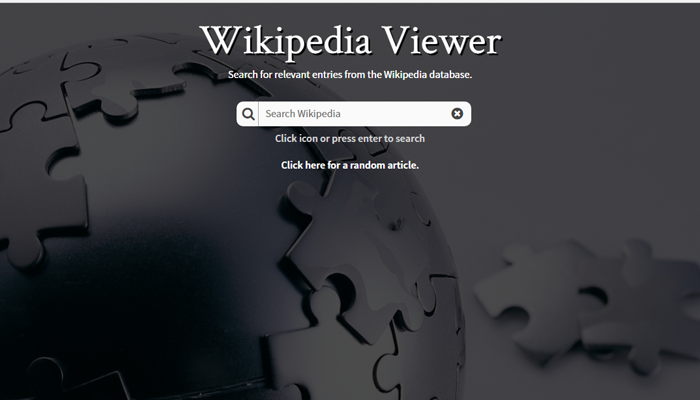 Wikipedia Viewer
Search for relevant entries from the Wikipedia database.
Search Wikipedia
Click icon or press enter to search
Click here for a random article.